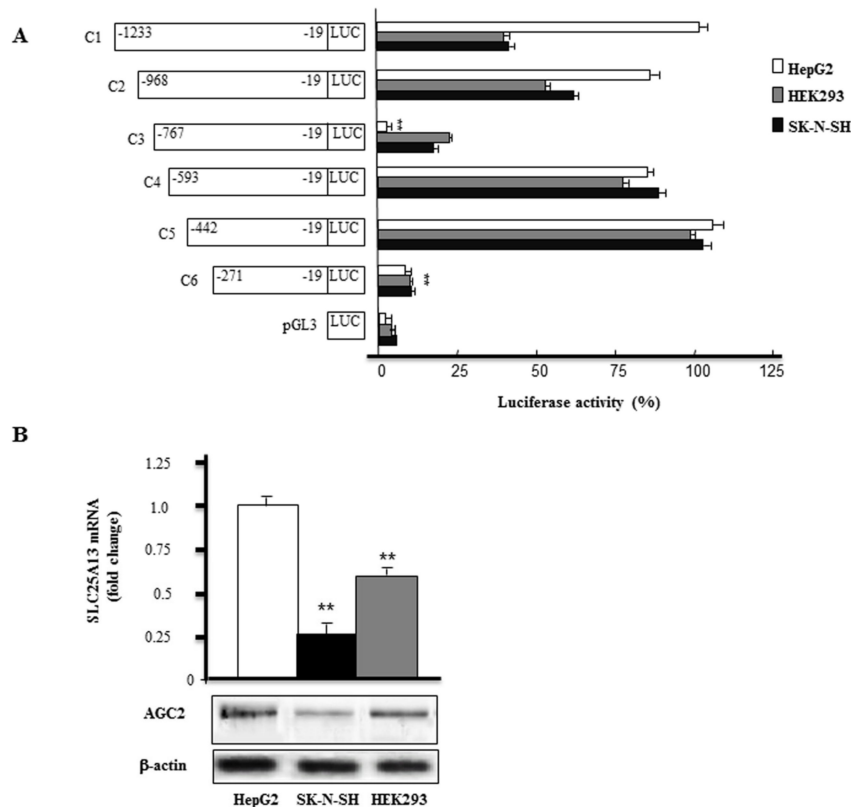 A
C1 -1233 -19 LUC
C2 -968 -19 LUC
C3 -767 -19 LUC **
C4 -593 -19 LUC
C5 -442 -19 LUC
C6 -271 -19 LUC **
pGL3 LUC
HepG2
HEK293
SK-N-SH
0 25 50 75 100 125
Luciferase activity (%)
B
SLC25A13 mRNA
(fold change)
1.25
1.0
0.75
0.50
0.25
0
**
**
AGC2
β-actin
HepG2 SK-N-SH HEK293